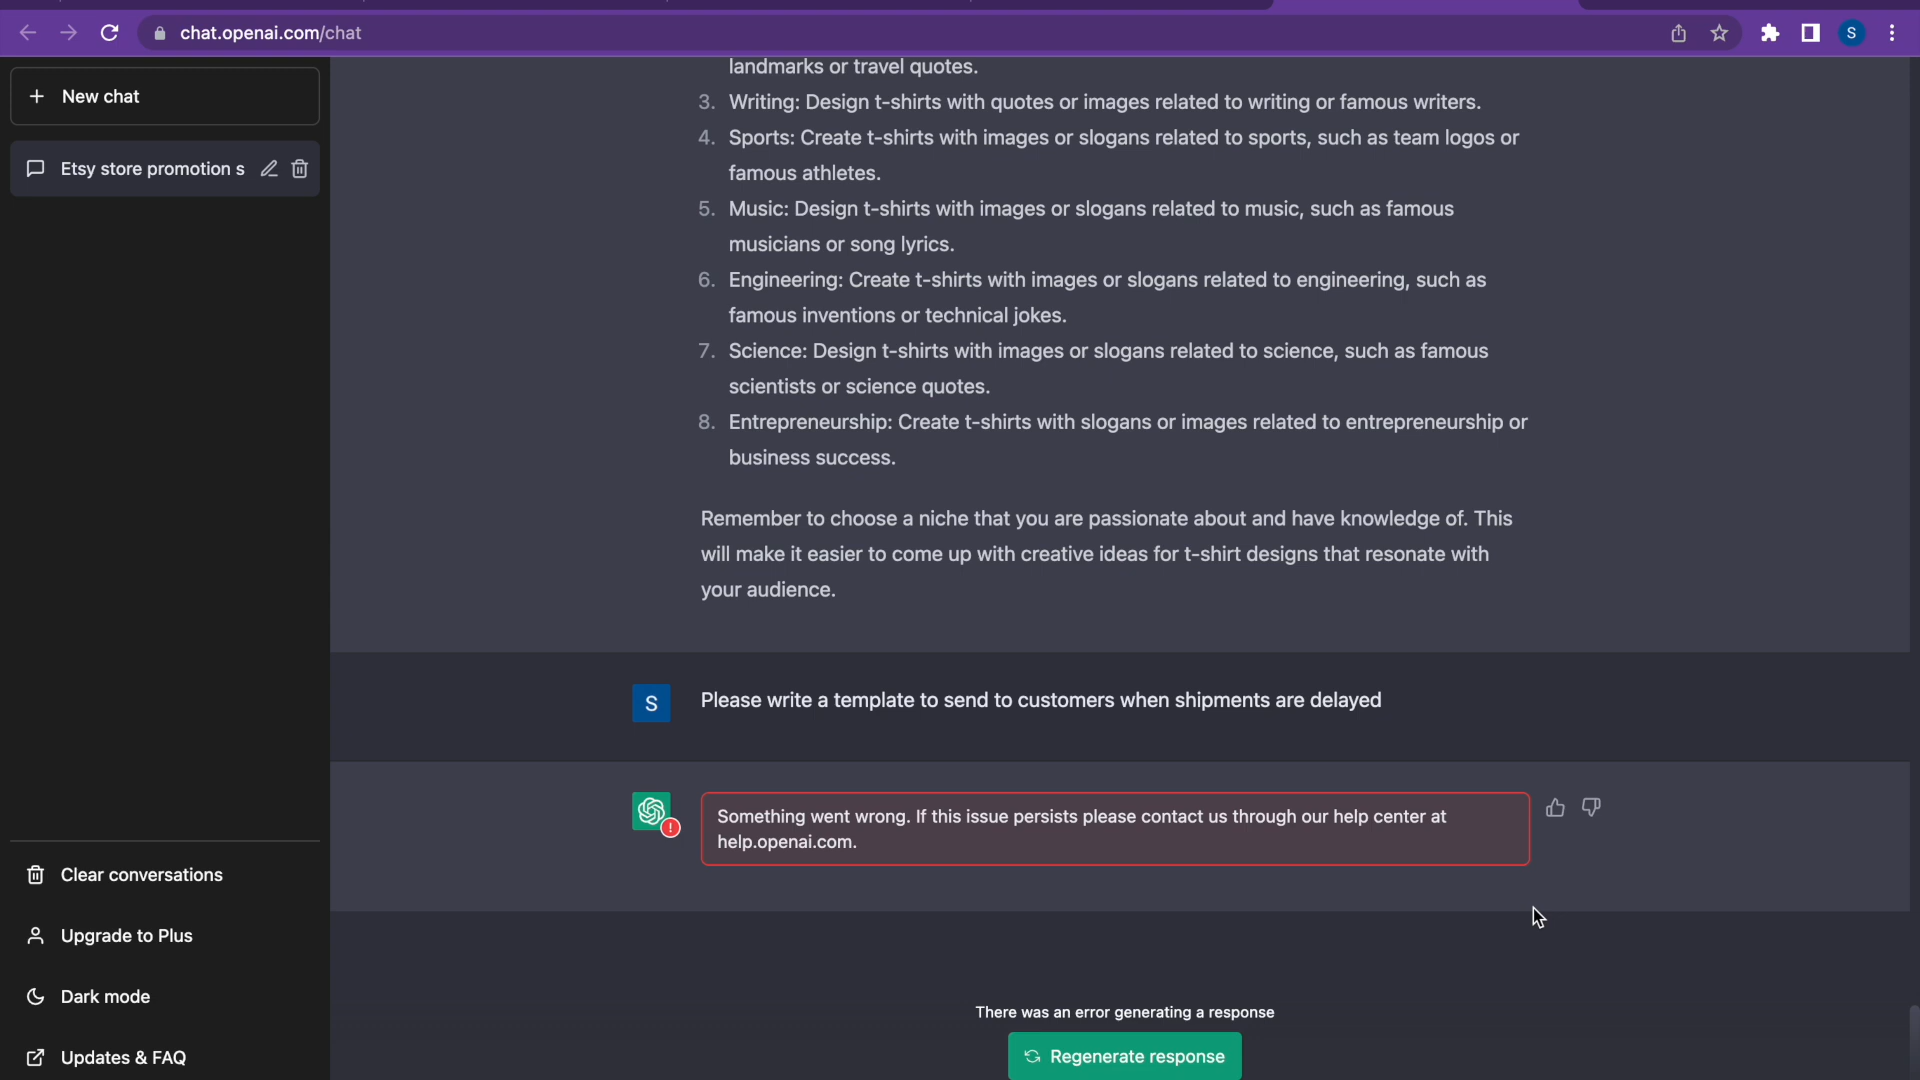 chat.openai.com/chat
S
New chat
Etsy store promotion s
landmarks or travel quotes.
3. Writing: Design t-shirts with quotes or images related to writing or famous writers.
4. Sports: Create t-shirts with images or slogans related to sports, such as team logos or
famous athletes.
5. Music: Design t-shirts with images or slogans related to music, such as famous
musicians or song lyrics.
6. Engineering: Create t-shirts with images or slogans related to engineering, such as
famous inventions or technical jokes.
7. Science: Design t-shirts with images or slogans related to science, such as famous
scientists or science quotes.
8. Entrepreneurship: Create t-shirts with slogans or images related to entrepreneurship or
business success.
Remember to choose a niche that you are passionate about and have knowledge of. This
will make it easier to come up with creative ideas for t-shirt designs that resonate with
your audience.
S
Please write a template to send to customers when shipments are delayed
!
Something went wrong. If this issue persists please contact us through our help center at
help.openai.com.
Clear conversations
Upgrade to Plus
Dark mode
Updates & FAQ
There was an error generating a response
Regenerate response